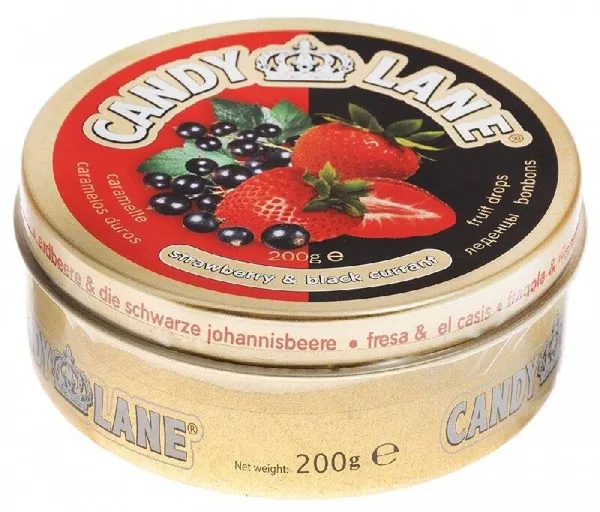 CANDY LANE®
caramelle
caramelos duros
fruit drops
леденцы bonbons
200g ℮
strawberry & black currant
erdbeere & die schwarze johannisbeere • fresa & el casis • fragola &
CANDY LANE®
Net weight: 200g ℮
CANDY LANE